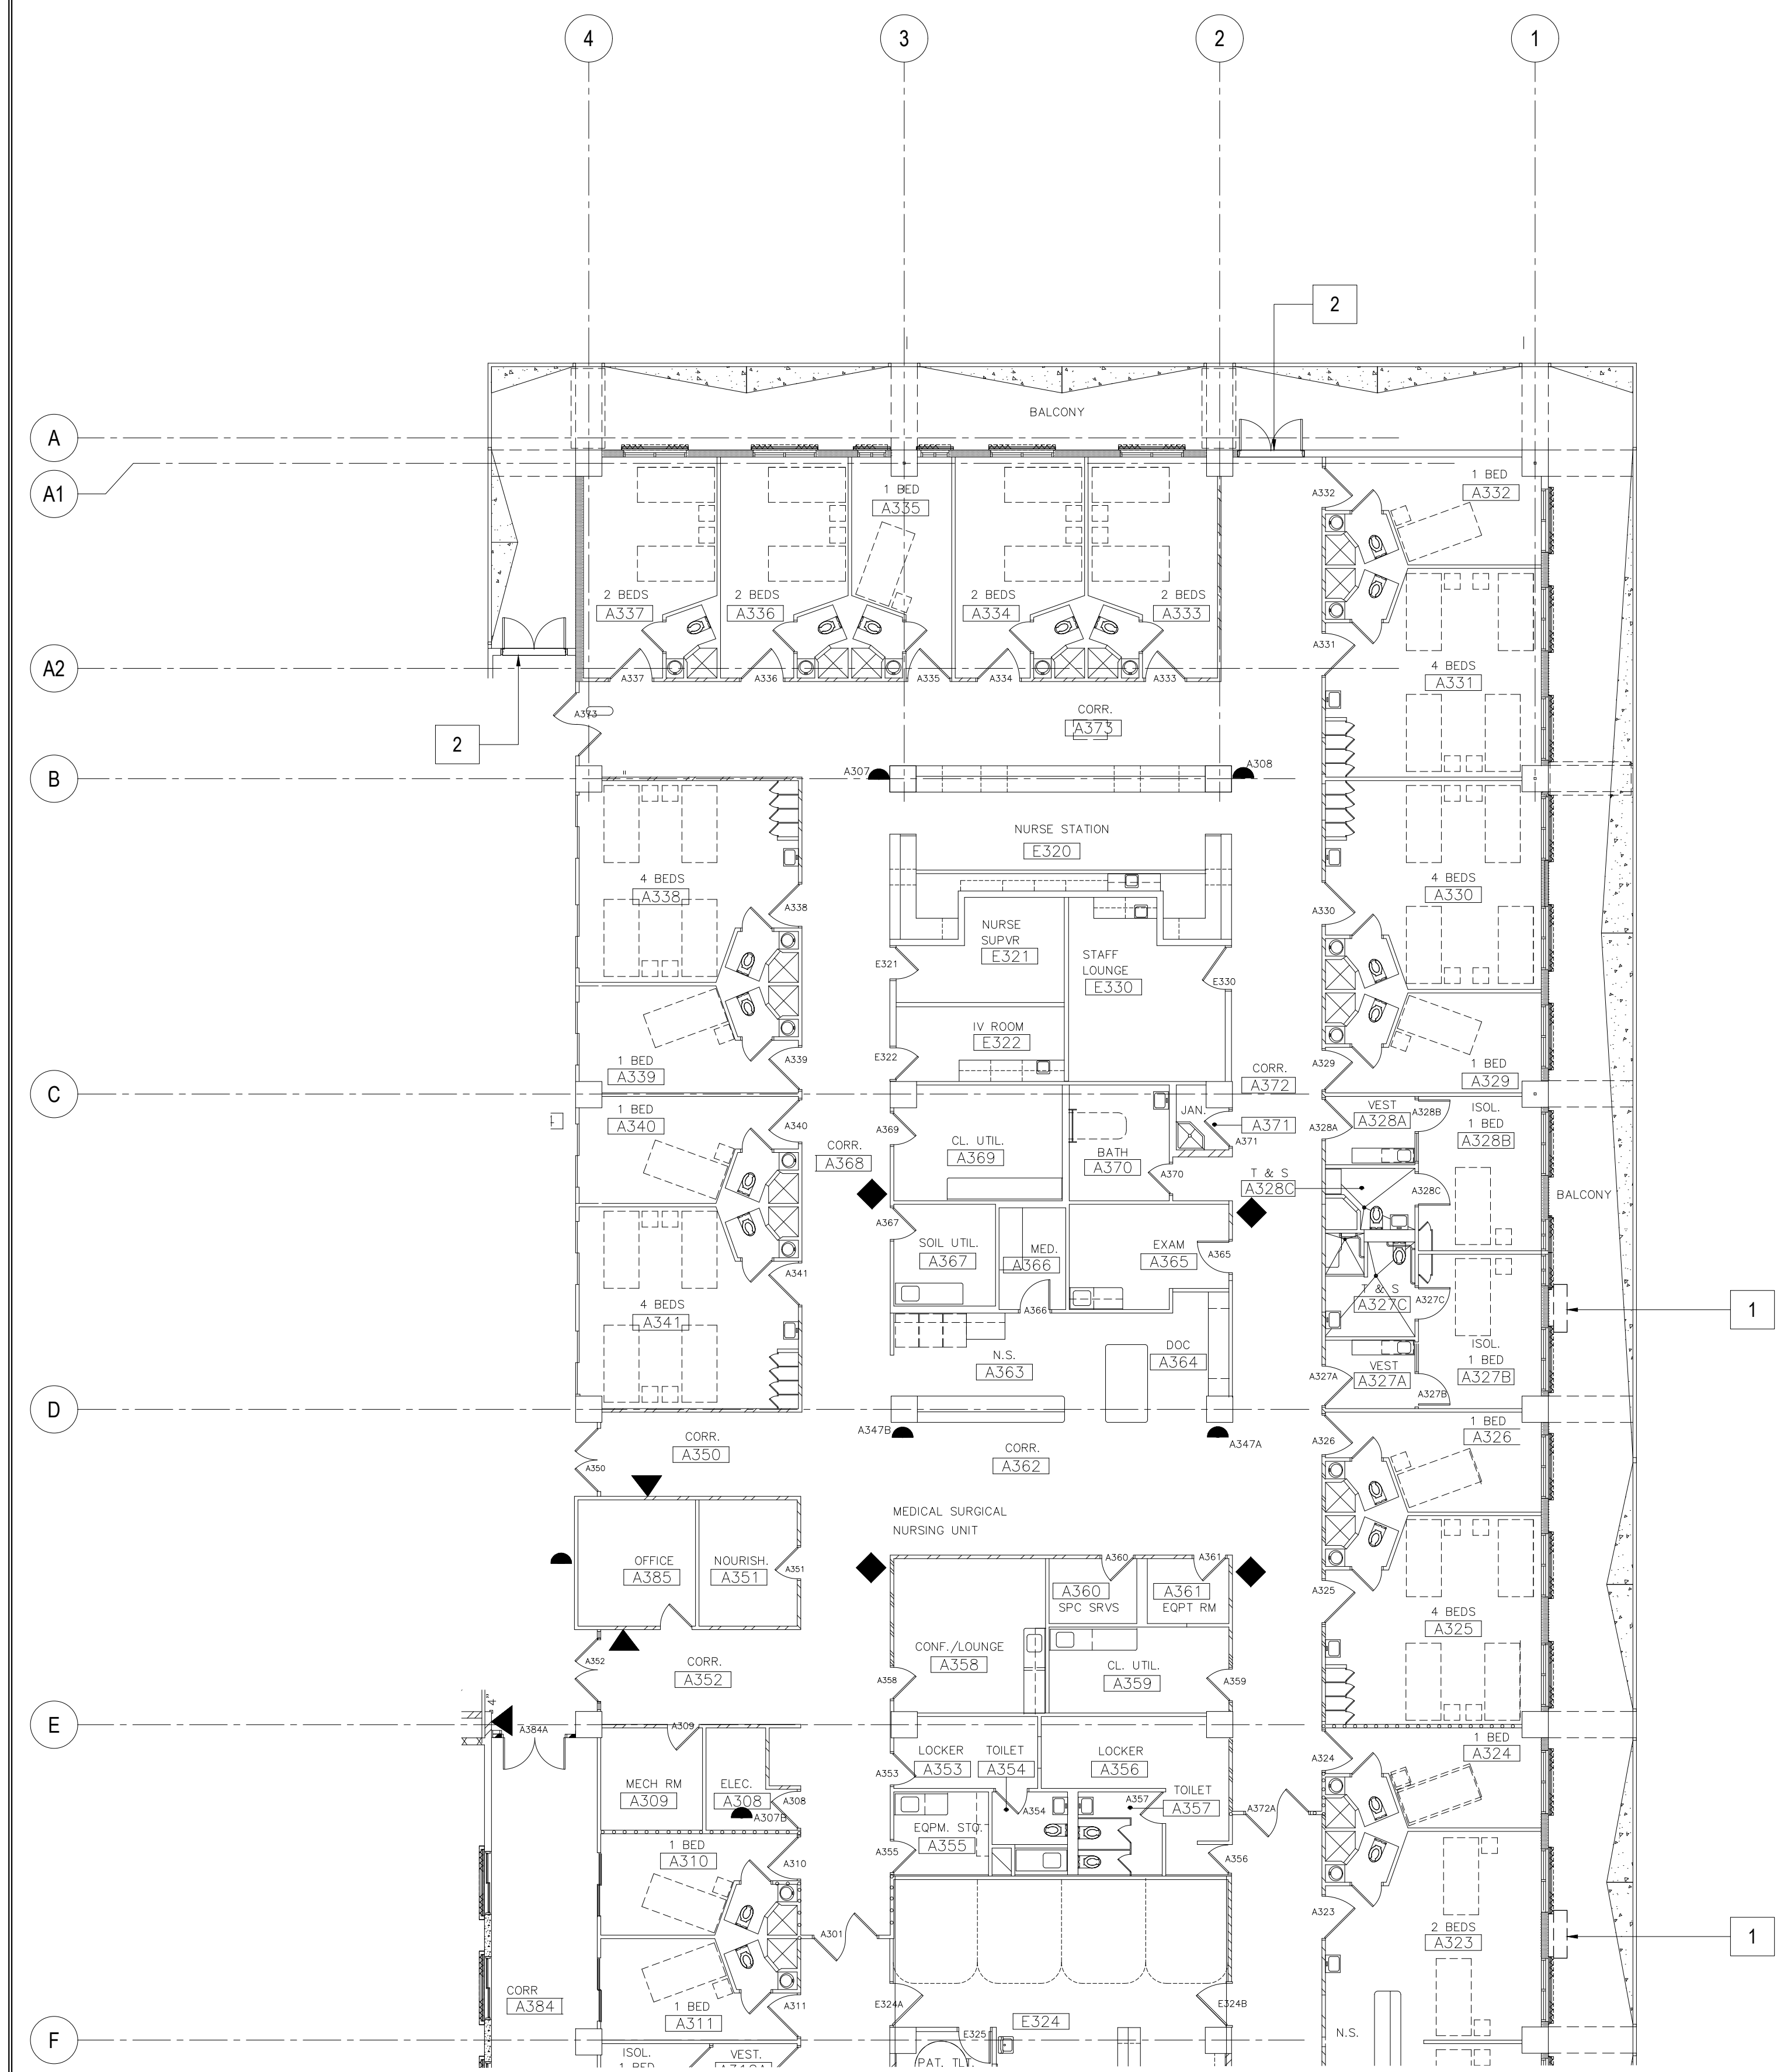 4
3
2
1
2
BALCONY
A
A1
1 BED
A332
A332
1 BED
A335
2 BEDS
A337
2 BEDS
A336
2 BEDS
A334
2 BEDS
A333
A331
A2
A337
A336
A335
A334
A333
4 BEDS
A331
A373
CORR.
A373
2
B
A307
A308
NURSE STATION
E320
4 BEDS
A338
A338
4 BEDS
A330
A330
NURSE
SUPVR
E321
STAFF
LOUNGE
E330
E321
E330
IV ROOM
E322
E322
1 BED
A339
A339
CORR.
A372
A329
1 BED
A329
C
1 BED
A340
A340
CORR.
A368
A369
CL. UTIL.
A369
BATH
A370
A370
JAN.
A371
A371
VEST
A328A
A328B
A328A
ISOL.
1 BED
A328B
T & S
A328C
A328C
BALCONY
A367
SOIL UTIL.
A367
MED.
A366
A366
EXAM
A365
A365
A341
4 BEDS
A341
T & S
A327C
A327C
1
N.S.
A363
DOC
A364
ISOL.
1 BED
A327B
VEST
A327A
A327A
A327B
D
A347B
A347A
CORR.
A350
A350
CORR.
A362
1 BED
A326
A326
MEDICAL SURGICAL
NURSING UNIT
OFFICE
A385
NOURISH.
A351
A351
A360
A361
A360
SPC SRVS
A361
EQPT RM
A325
4 BEDS
A325
CONF./LOUNGE
A358
A358
CL. UTIL.
A359
A359
A352
CORR.
A352
E
4"
A384A
A309
MECH RM
A309
ELEC.
A308
A308
A307B
LOCKER
A353
A353
TOILET
A354
A354
LOCKER
A356
TOILET
A357
A357
A372A
A324
1 BED
A324
1 BED
A310
A310
EQPM. STO.
A355
A355
A356
A301
A323
2 BEDS
A323
1
CORR
A384
1 BED
A311
A311
E324A
E324B
E324
F
E325
N.S.
ISOL.
1 BED
VEST.
PAT. TLT.